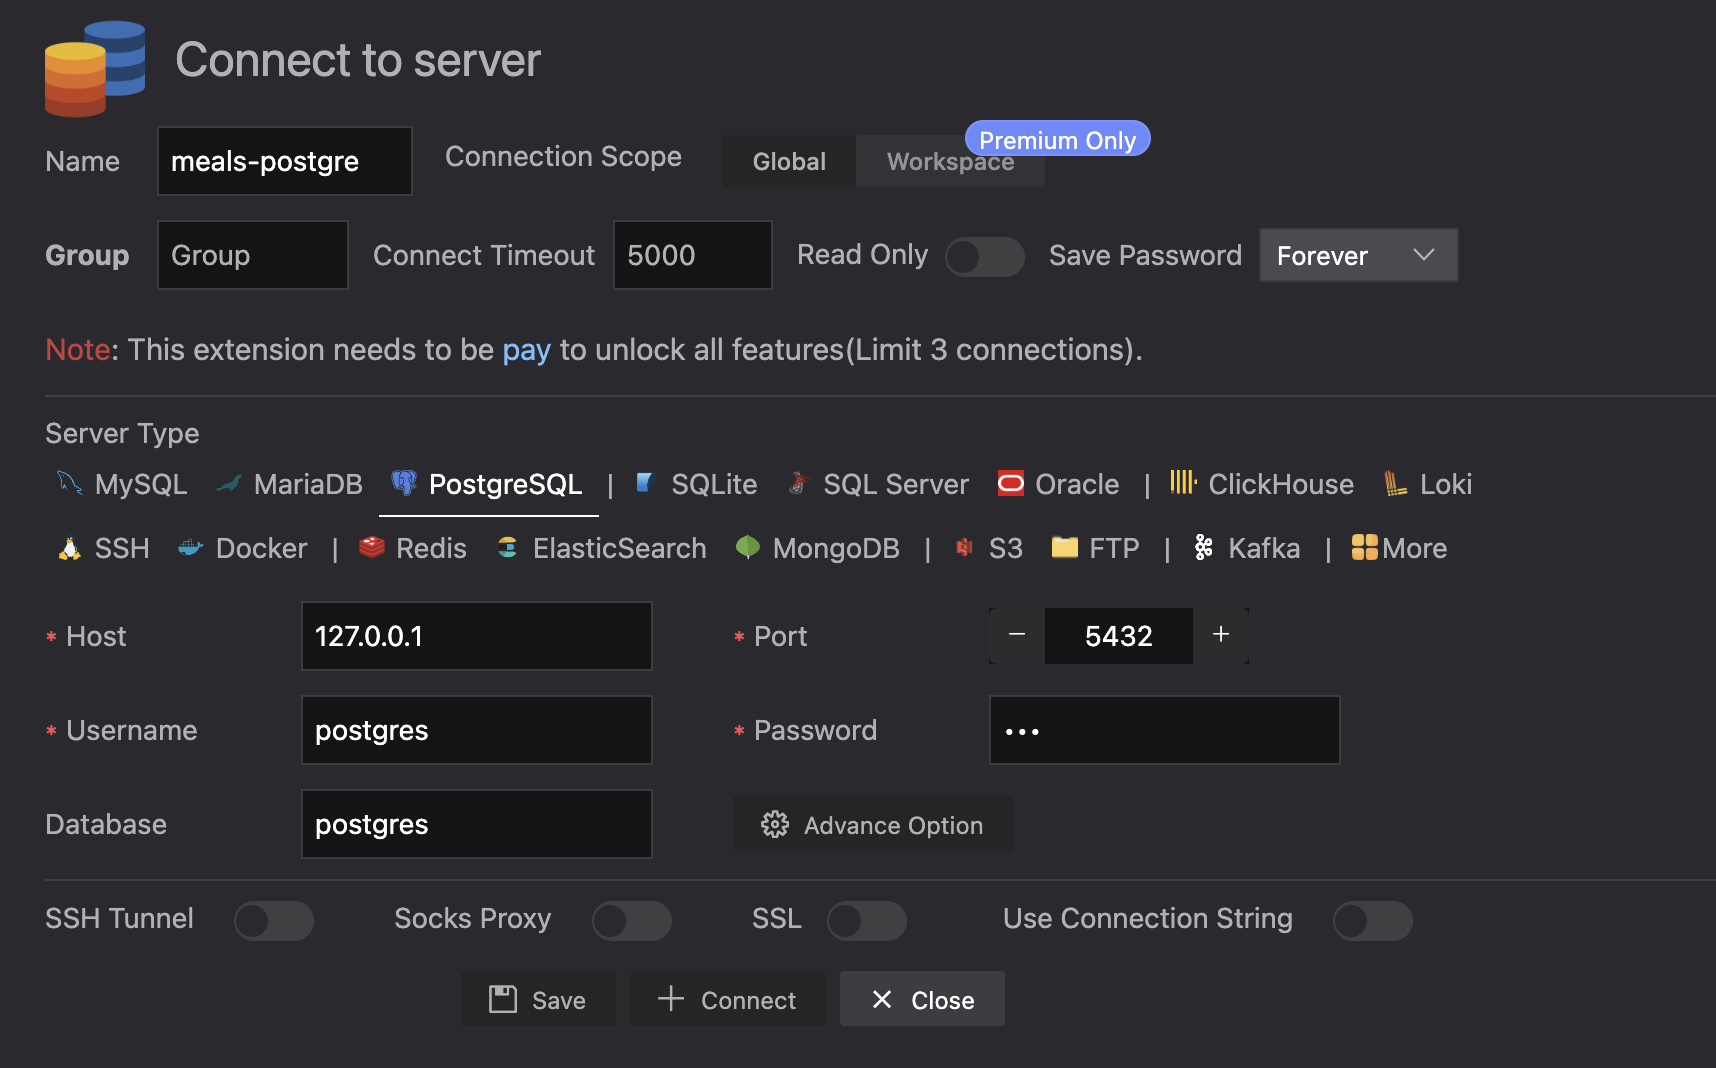 Connect to server
Name meals-postgre Connection Scope Global Workspace Premium Only
Group Group Connect Timeout 5000 Read Only Save Password Forever
Note: This extension needs to be pay to unlock all features(Limit 3 connections).
Server Type
MySQL MariaDB PostgreSQL | SQLite SQL Server Oracle | ClickHouse Loki
SSH Docker | Redis ElasticSearch MongoDB | S3 FTP | Kafka | More
* Host 127.0.0.1 * Port − 5432 +
* Username postgres * Password •••
Database postgres Advance Option
SSH Tunnel Socks Proxy SSL Use Connection String
Save Connect Close